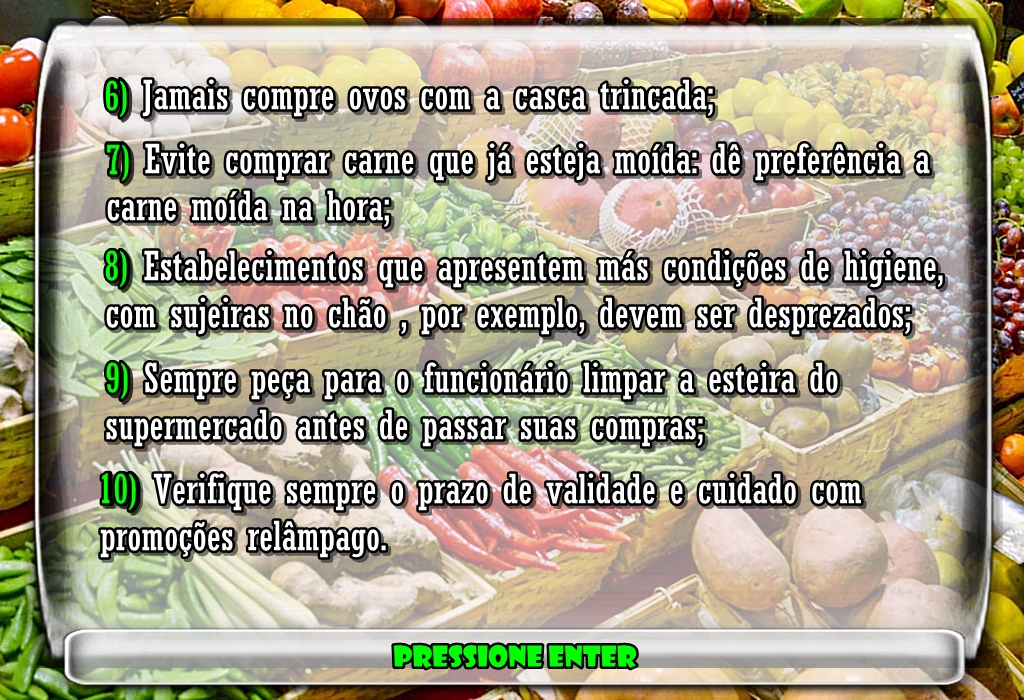 6) Jamais compre ovos com a casca trincada;
7) Evite comprar carne que já esteja moída: dê preferência a
carne moída na hora;
8) Estabelecimentos que apresentem más condições de higiene,
com sujeiras no chão , por exemplo, devem ser desprezados;
9) Sempre peça para o funcionário limpar a esteira do
supermercado antes de passar suas compras;
10) Verifique sempre o prazo de validade e cuidado com
promoções relâmpago.
PRESSIONE ENTER